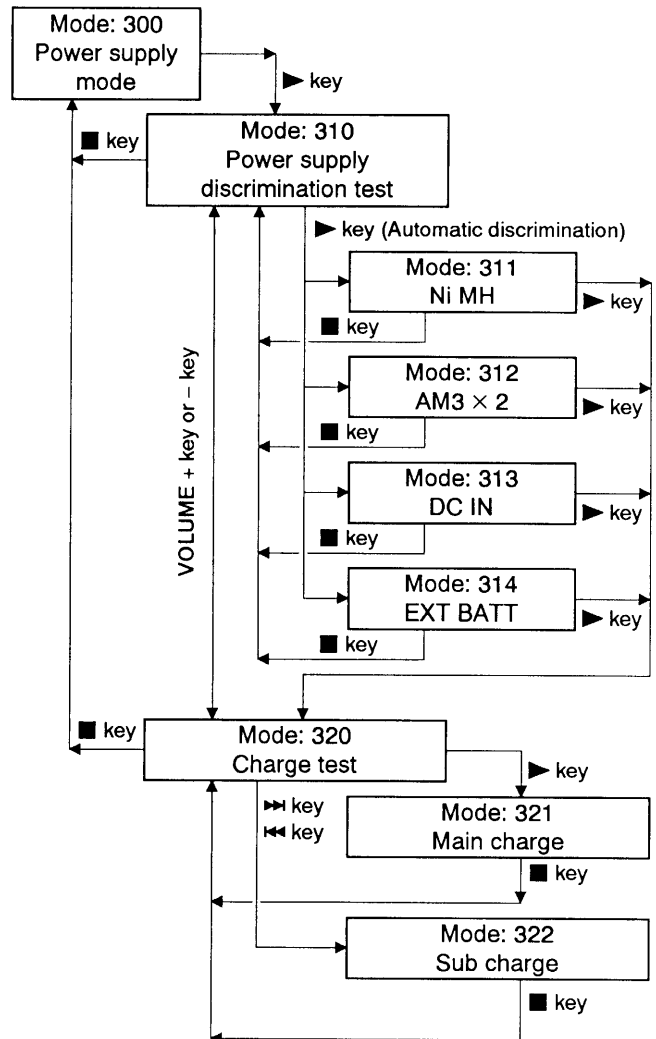 Mode: 300
Power supply
mode
▶ key
Mode: 310
Power supply
discrimination test
■ key
▶ key (Automatic discrimination)
Mode: 311
Ni MH
▶ key
■ key
Mode: 312
AM3 × 2
▶ key
■ key
VOLUME + key or – key
Mode: 313
DC IN
▶ key
■ key
Mode: 314
EXT BATT
▶ key
■ key
Mode: 320
Charge test
■ key
▶ key
⏭ key
⏮ key
Mode: 321
Main charge
■ key
Mode: 322
Sub charge
■ key